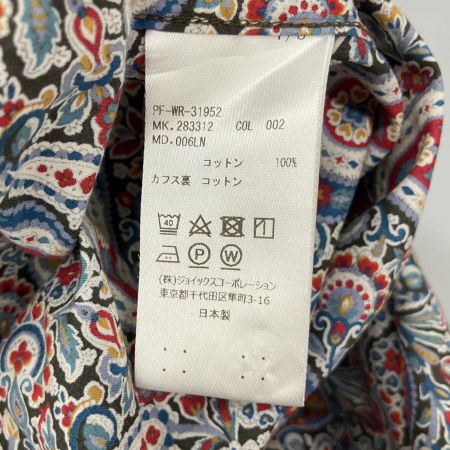 PF-WR-31952
MK.283312 COL 002
MD.006LN
コットン 100%
カフス裏 コットン
40
P W
(株)ジョイックスコーポレーション
東京都千代田区隼町3-16
日本製